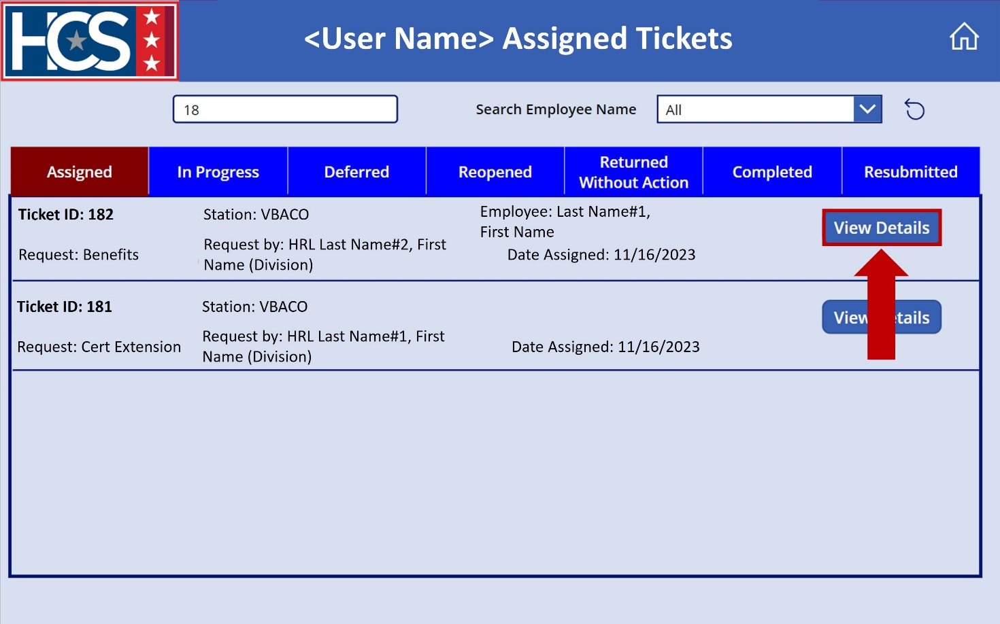 HCS
<User Name> Assigned Tickets
18
Search Employee Name
All
Assigned
In Progress
Deferred
Reopened
Returned
Without Action
Completed
Resubmitted
Ticket ID: 182
Station: VBACO
Employee: Last Name#1,
First Name
View Details
Request: Benefits
Request by: HRL Last Name#2, First
Name (Division)
Date Assigned: 11/16/2023
Ticket ID: 181
Station: VBACO
View Details
Request: Cert Extension
Request by: HRL Last Name#1, First
Name (Division)
Date Assigned: 11/16/2023